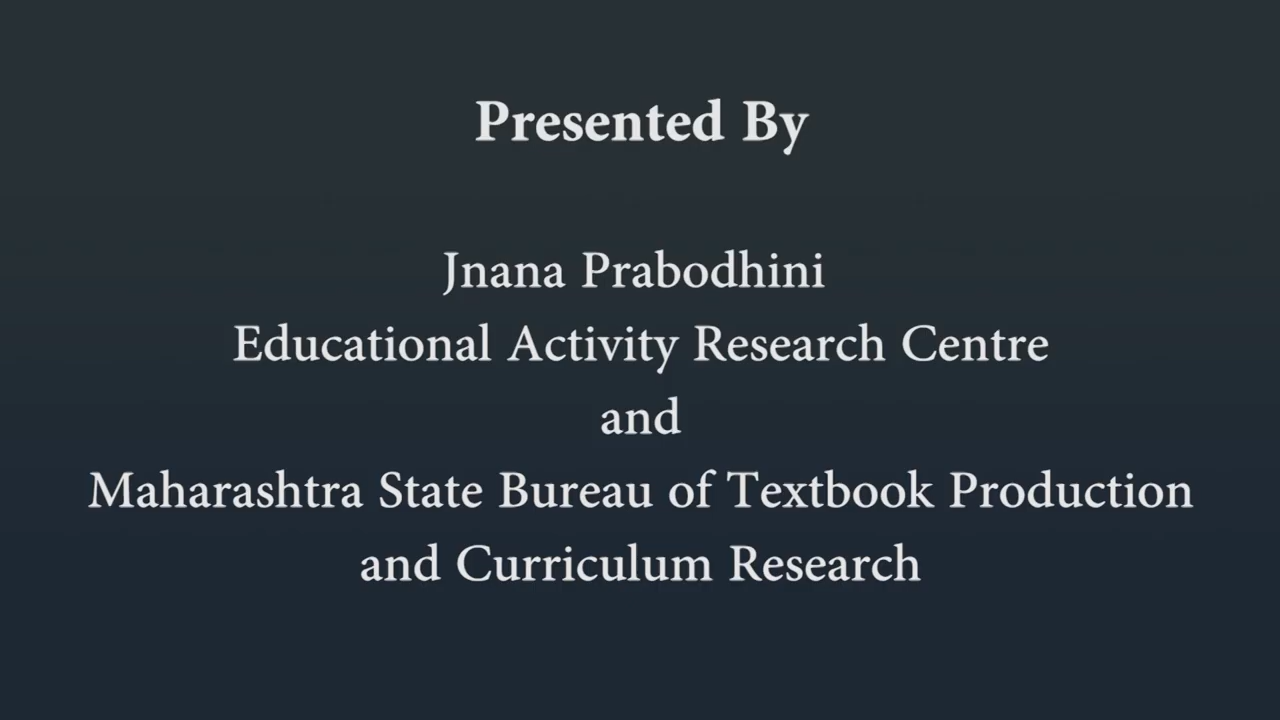 Presented By
Jnana Prabodhini
Educational Activity Research Centre
and
Maharashtra State Bureau of Textbook Production
and Curriculum Research